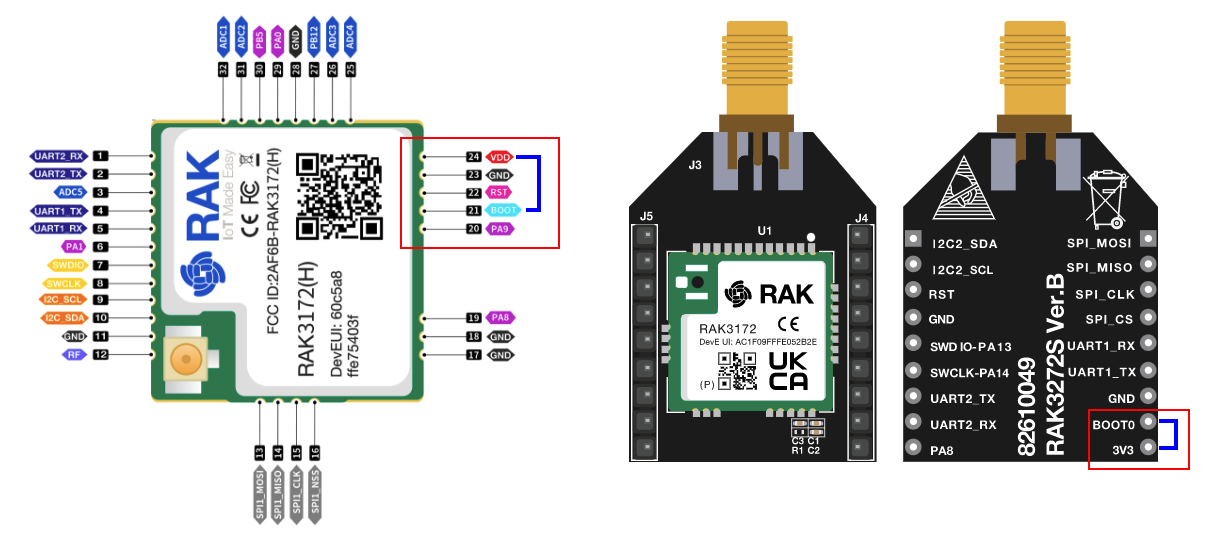 ADC1
ADC2
PB5
PA0
GND
PB12
ADC3
ADC4
32
31
30
29
28
27
26
25
UART2_RX 1
UART2_TX 2
ADC5 3
UART1_TX 4
UART1_RX 5
PA1 6
SWDIO 7
SWCLK 8
I2C_SCL 9
I2C_SDA 10
GND 11
RF 12
RAK
IoT Made Easy
CE FC
FCC ID:2AF6B-RAK3172(H)
RAK3172(H)
DevEUI: 60c5a8
ffe75403f
24 VDD
23 GND
22 RST
21 BOOT
20 PA9
19 PA8
18 GND
17 GND
13
14
15
16
SPI1_MOSI
SPI1_MISO
SPI1_CLK
SPI1_NSS
J3
J5
J4
U1
RAK
RAK3172
CE
DevE UI: AC1F09FFFE052B2E
(P)
UK
CA
C3 C1
R1 C2
I2C2_SDA
I2C2_SCL
RST
GND
SWDIO-PA13
SWCLK-PA14
UART2_TX
UART2_RX
PA8
82610049
RAK3272S Ver.B
SPI_MOSI
SPI_MISO
SPI_CLK
SPI_CS
UART1_RX
UART1_TX
GND
BOOT0
3V3